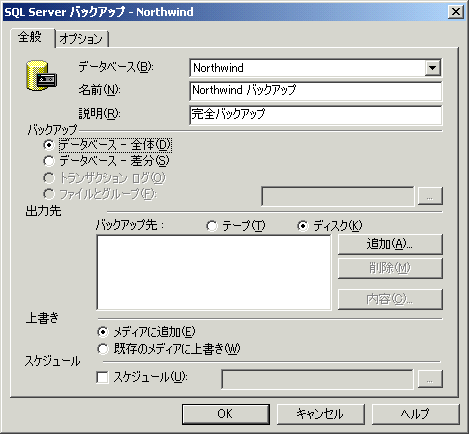 SQL Server バックアップ - Northwind
全般 オプション
データベース(B): Northwind
名前(N): Northwind バックアップ
説明(R): 完全バックアップ
バックアップ
データベース - 全体(D)
データベース - 差分(S)
トランザクション ログ(O)
ファイルとグループ(F): ...
出力先
バックアップ先 : テープ(T) ディスク(K)
追加(A)...
削除(M)
内容(C)...
上書き
メディアに追加(E)
既存のメディアに上書き(W)
スケジュール
スケジュール(U): ...
OK キャンセル ヘルプ